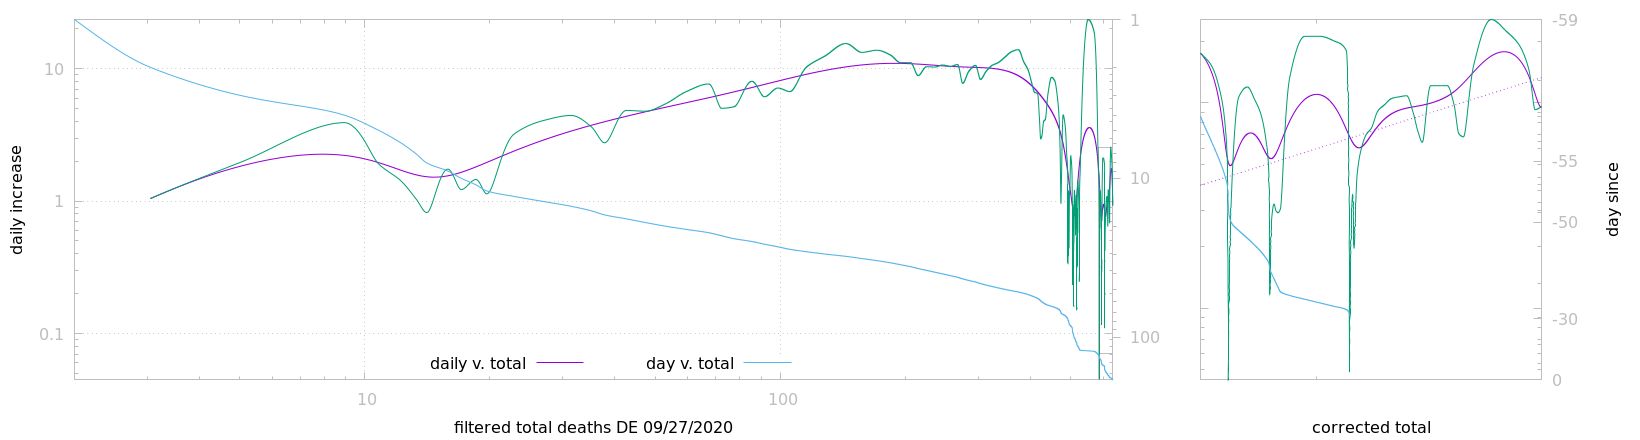 1
-59
10
daily increase
-55
day since
10
1
-50
-30
0.1
100
daily v. total
day v. total
0
10
100
filtered total deaths DE 09/27/2020
corrected total